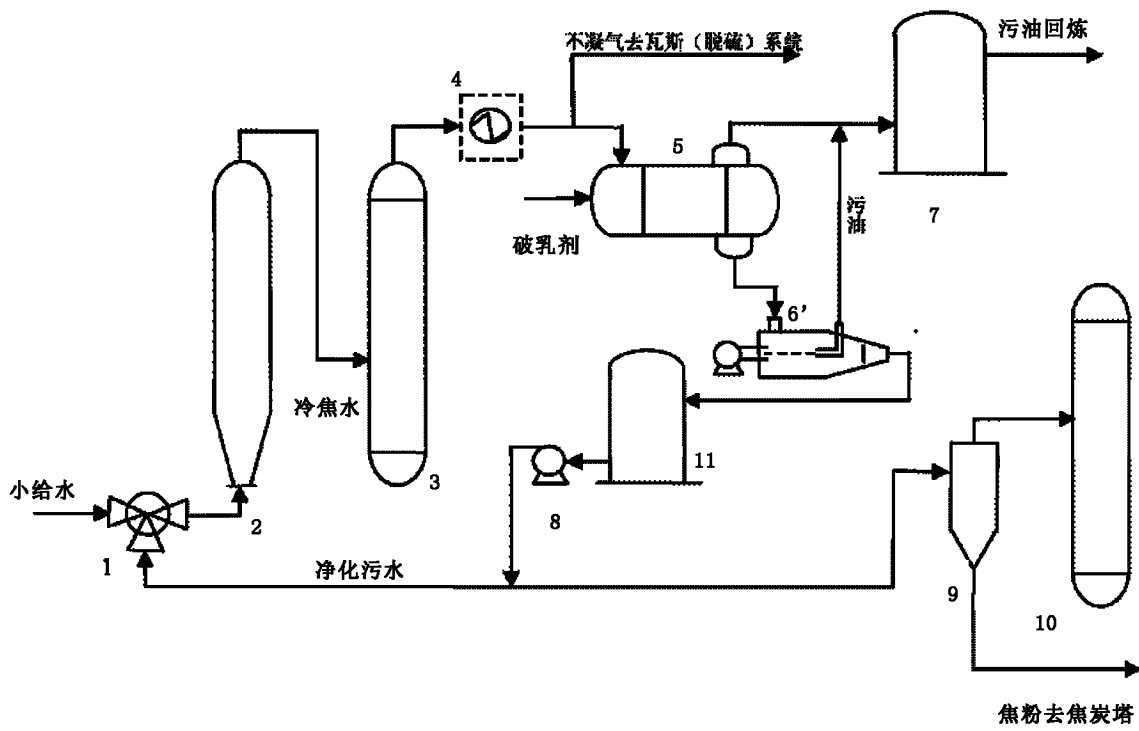 不凝气去瓦斯（脱硫）系统
污油回炼
4
5
破乳剂
污油
7
6’
冷焦水
3
11
小给水
8
2
1
净化污水
9
10
焦粉去焦炭塔